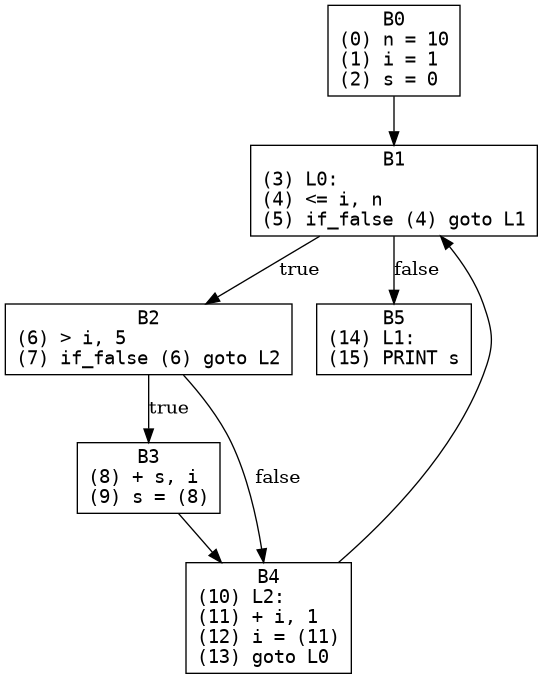 B0
(0) n = 10
(1) i = 1
(2) s = 0
B1
(3) L0:
(4) <= i, n
(5) if_false (4) goto L1
true
false
B2
(6) > i, 5
(7) if_false (6) goto L2
B5
(14) L1:
(15) PRINT s
true
false
B3
(8) + s, i
(9) s = (8)
B4
(10) L2:
(11) + i, 1
(12) i = (11)
(13) goto L0